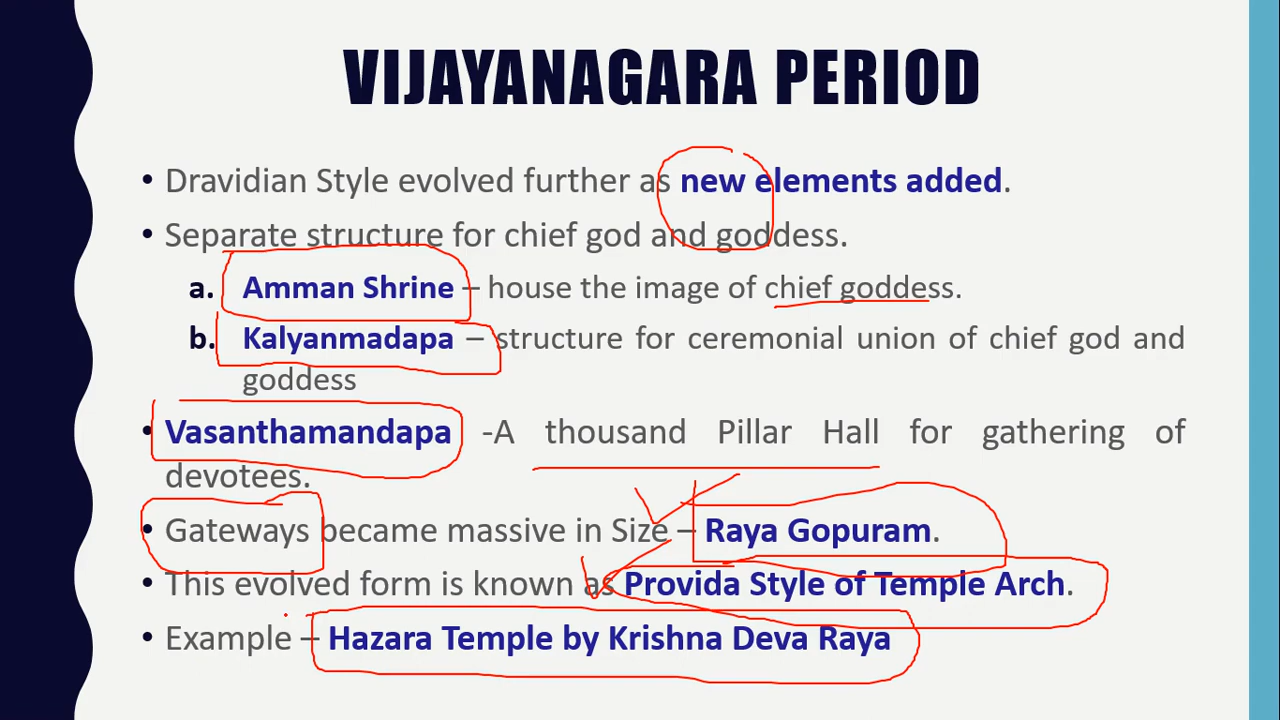 VIJAYANAGARA PERIOD
• Dravidian Style evolved further as new elements added.
• Separate structure for chief god and goddess.
a. Amman Shrine – house the image of chief goddess.
b. Kalyanmadapa – structure for ceremonial union of chief god and
goddess
• Vasanthamandapa -A thousand Pillar Hall for gathering of
devotees.
• Gateways became massive in Size – Raya Gopuram.
• This evolved form is known as Provida Style of Temple Arch.
• Example – Hazara Temple by Krishna Deva Raya